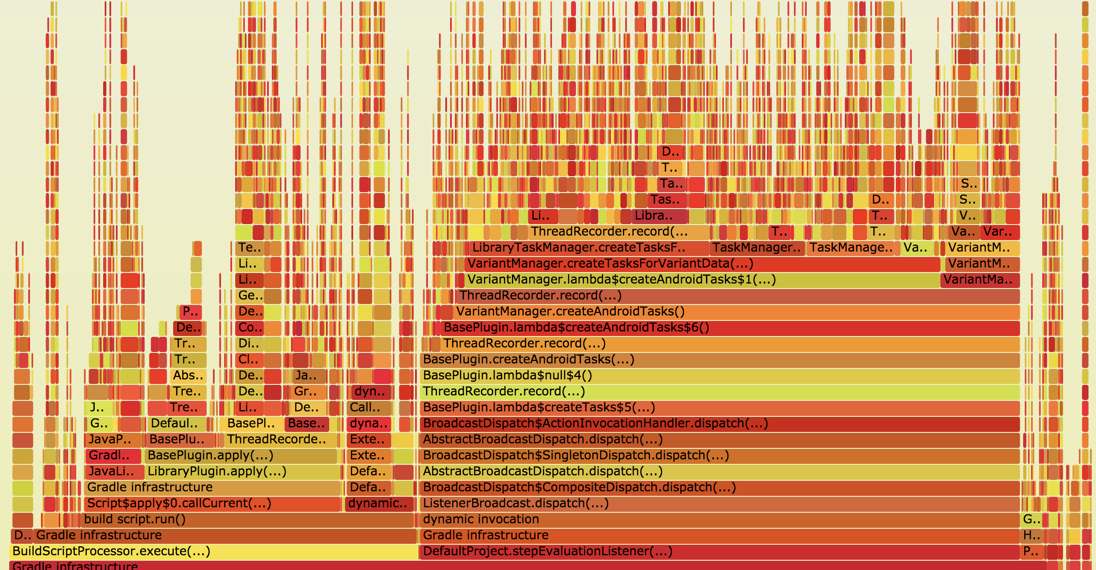 D..
T..
Ta.. S..
Tas.. D.. S..
Li.. Libra.. T.. V..
ThreadRecorder.record(... T.. T.. Va.. Var..
Te.. LibraryTaskManager.createTasksF.. TaskManager.. TaskManage.. Va.. VariantM..
Li.. VariantManager.createTasksForVariantData(...) VariantM..
Li.. VariantManager.lambda$createAndroidTasks$1(...) VariantMa..
Ge.. ThreadRecorder.record(...)
P.. De.. VariantManager.createAndroidTasks()
De.. Co.. BasePlugin.lambda$createAndroidTasks$6()
Tr.. Di.. ThreadRecorder.record(...)
Tr.. Cl.. BasePlugin.createAndroidTasks(...)
Abs.. De.. Ja.. BasePlugin.lambda$null$4()
Tre.. De.. Gr.. dyn.. ThreadRecorder.record(...)
J.. Tre.. Li.. De.. Call.. BasePlugin.lambda$createTasks$5(...)
G.. Defaul.. BasePl.. Base.. dyna.. BroadcastDispatch$ActionInvocationHandler.dispatch(...)
JavaP.. BasePlu.. ThreadRecorde.. Exte.. AbstractBroadcastDispatch.dispatch(...)
Gradl.. BasePlugin.apply(...) Exte.. BroadcastDispatch$SingletonDispatch.dispatch(...)
JavaLi.. LibraryPlugin.apply(...) Defa.. AbstractBroadcastDispatch.dispatch(...)
Gradle infrastructure Defa.. BroadcastDispatch$CompositeDispatch.dispatch(...)
Script$apply$0.callCurrent(...) dynamic.. ListenerBroadcast.dispatch(...)
build script.run() dynamic invocation G..
D.. Gradle infrastructure Gradle infrastructure H..
BuildScriptProcessor.execute(...) DefaultProject.stepEvaluationListener(...) P..
Gradle infrastructure